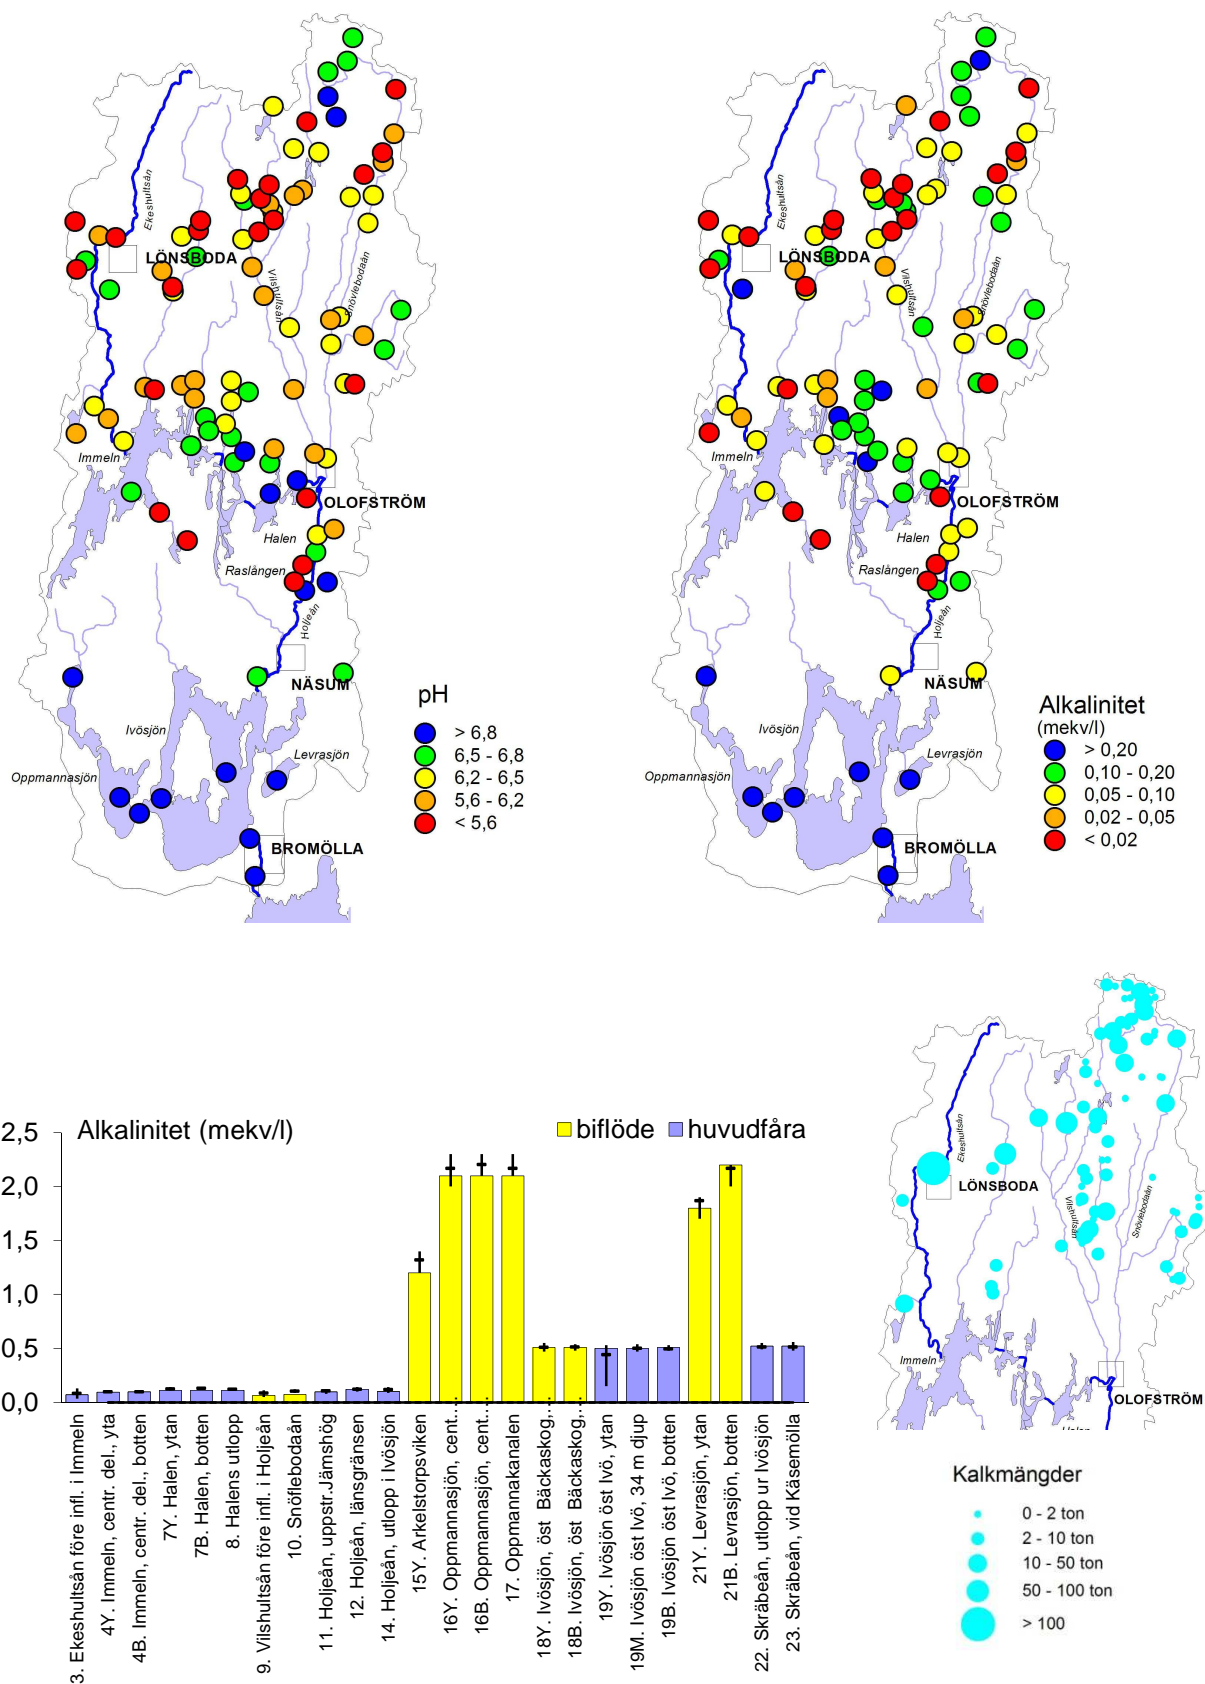 Ekeshultsån
LÖNSBODA
Vilshultsån
Snövlebodaån
Immeln
OLOFSTRÖM
Halen
Raslången
Holjeån
NÄSUM
Ivösjön
Levrasjön
Oppmannasjön
BROMÖLLA
pH
> 6,8
6,5 - 6,8
6,2 - 6,5
5,6 - 6,2
< 5,6
Ekeshultsån
LÖNSBODA
Vilshultsån
Snövlebodaån
Immeln
OLOFSTRÖM
Halen
Raslången
Holjeån
NÄSUM
Ivösjön
Levrasjön
Oppmannasjön
BROMÖLLA
Alkalinitet
(mekv/l)
> 0,20
0,10 - 0,20
0,05 - 0,10
0,02 - 0,05
< 0,02
Alkalinitet (mekv/l)
biflöde
huvudfåra
2,5
2,0
1,5
1,0
0,5
0,0
3. Ekeshultsån före infl. i Immeln
4Y. Immeln, centr. del., yta
4B. Immeln, centr. del., botten
7Y. Halen, ytan
7B. Halen, botten
8. Halens utlopp
9. Vilshultsån före infl. i Holjeån
10. Snöflebodaån
11. Holjeån, uppstr.Jämshög
12. Holjeån, länsgränsen
14. Holjeån, utlopp i Ivösjön
15Y. Arkelstorpsviken
16Y. Oppmannasjön, cent...
16B. Oppmannasjön, cent...
17. Oppmannakanalen
18Y. Ivösjön, öst Bäckaskog,..
18B. Ivösjön, öst Bäckaskog,..
19Y. Ivösjön öst Ivö, ytan
19M. Ivösjön öst Ivö, 34 m djup
19B. Ivösjön öst Ivö, botten
21Y. Levrasjön, ytan
21B. Levrasjön, botten
22. Skräbeån, utlopp ur Ivösjön
23. Skräbeån, vid Käsemölla
Ekeshultsån
LÖNSBODA
Vilshultsån
Snövlebodaån
Immeln
OLOFSTRÖM
Kalkmängder
0 - 2 ton
2 - 10 ton
10 - 50 ton
50 - 100 ton
> 100